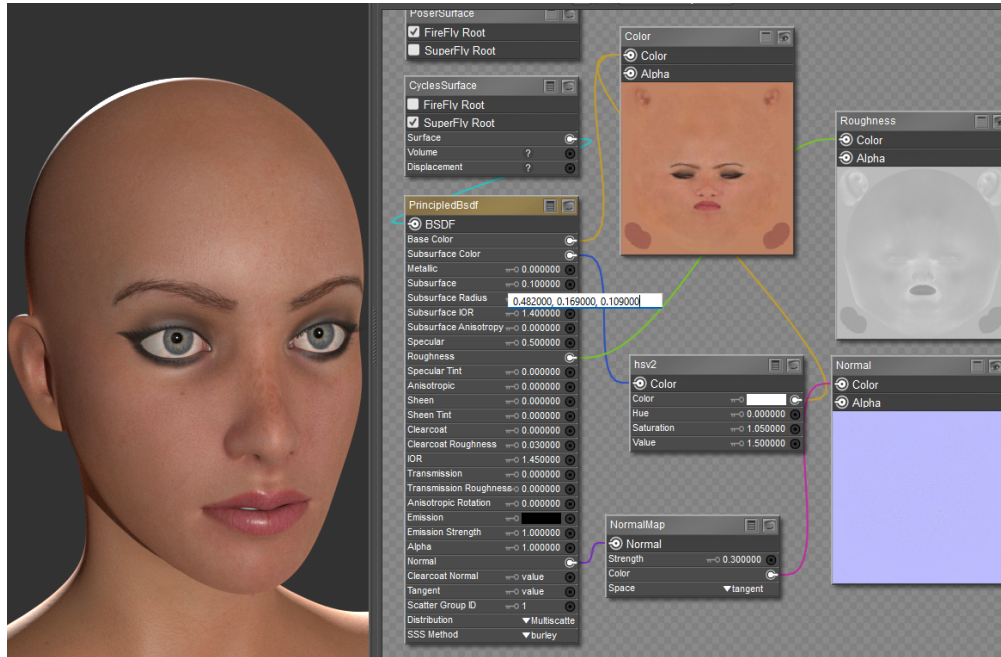 PoserSurface
FireFly Root
SuperFly Root
CyclesSurface
FireFly Root
SuperFly Root
Surface
Volume ?
Displacement ?
PrincipledBsdf
BSDF
Base Color
Subsurface Color
Metallic 0.000000
Subsurface 0.100000
Subsurface Radius 0.482000, 0.169000, 0.109000
Subsurface IOR 1.400000
Subsurface Anisotropy 0.000000
Specular 0.500000
Roughness
Specular Tint 0.000000
Anisotropic 0.000000
Sheen 0.000000
Sheen Tint 0.000000
Clearcoat 0.000000
Clearcoat Roughness 0.030000
IOR 1.450000
Transmission 0.000000
Transmission Roughness 0.000000
Anisotropic Rotation 0.000000
Emission
Emission Strength 1.000000
Alpha 1.000000
Normal
Clearcoat Normal value
Tangent value
Scatter Group ID 1
Distribution Multiscatte
SSS Method burley
Color
Color
Alpha
hsv2
Color
Color
Hue 0.000000
Saturation 1.050000
Value 1.500000
NormalMap
Normal
Strength 0.300000
Color
Space tangent
Roughness
Color
Alpha
Normal
Color
Alpha